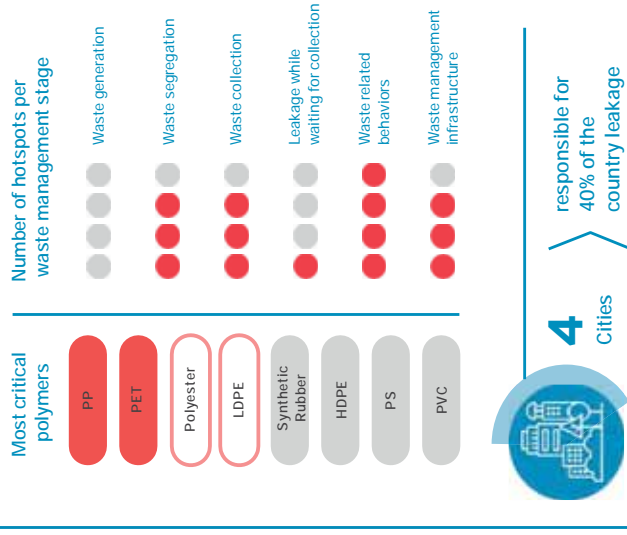 Most critical
polymers
PP
PET
Polyester
LDPE
Synthetic
Rubber
HDPE
PS
PVC
Number of hotspots per
waste management stage
Waste generation
Waste segregation
Waste collection
Leakage while
waiting for collection
Waste related
behaviors
Waste management
infrastructure
4
Cities
responsible for
40% of the
country leakage